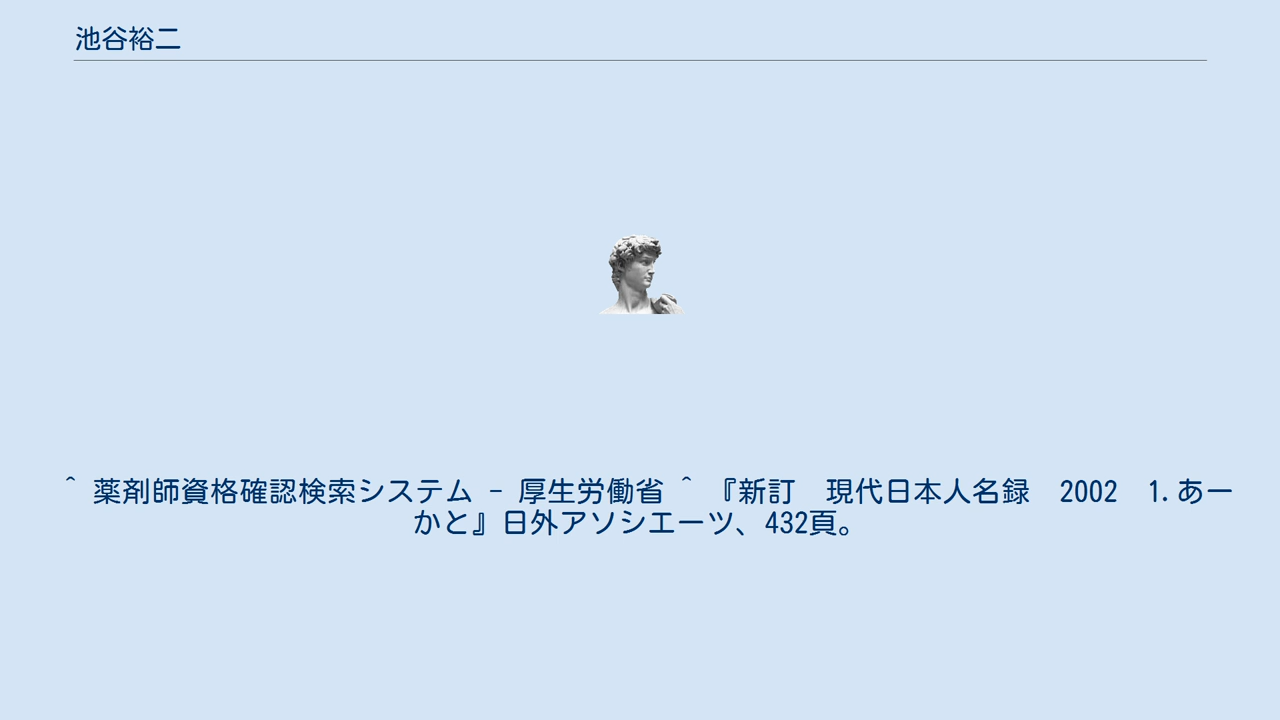 池谷裕二
^ 薬剤師資格確認検索システム - 厚生労働省 ^ 『新訂　現代日本人名録　2002　1.あー
かと』日外アソシエーツ、432頁。